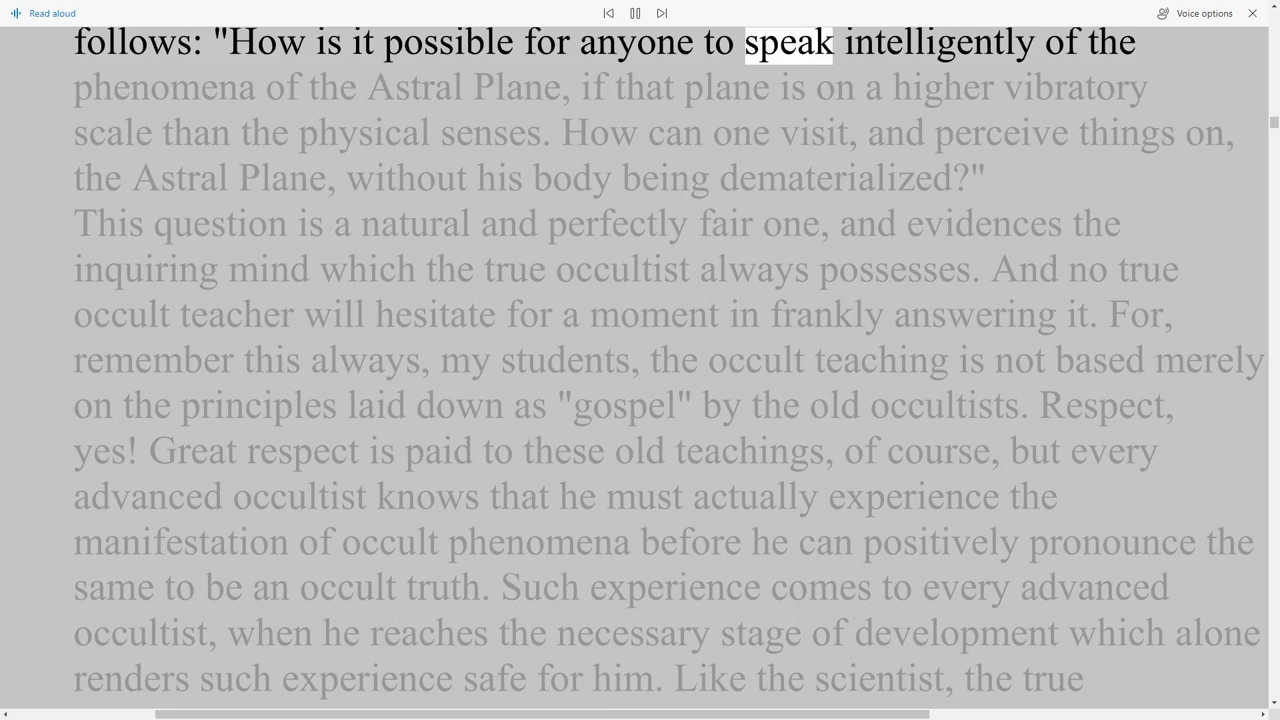 Read aloud
Voice options
follows: "How is it possible for anyone to speak intelligently of the
phenomena of the Astral Plane, if that plane is on a higher vibratory
scale than the physical senses. How can one visit, and perceive things on,
the Astral Plane, without his body being dematerialized?"
This question is a natural and perfectly fair one, and evidences the
inquiring mind which the true occultist always possesses. And no true
occult teacher will hesitate for a moment in frankly answering it. For,
remember this always, my students, the occult teaching is not based merely
on the principles laid down as "gospel" by the old occultists. Respect,
yes! Great respect is paid to these old teachings, of course, but every
advanced occultist knows that he must actually experience the
manifestation of occult phenomena before he can positively pronounce the
same to be an occult truth. Such experience comes to every advanced
occultist, when he reaches the necessary stage of development which alone
renders such experience safe for him. Like the scientist, the true